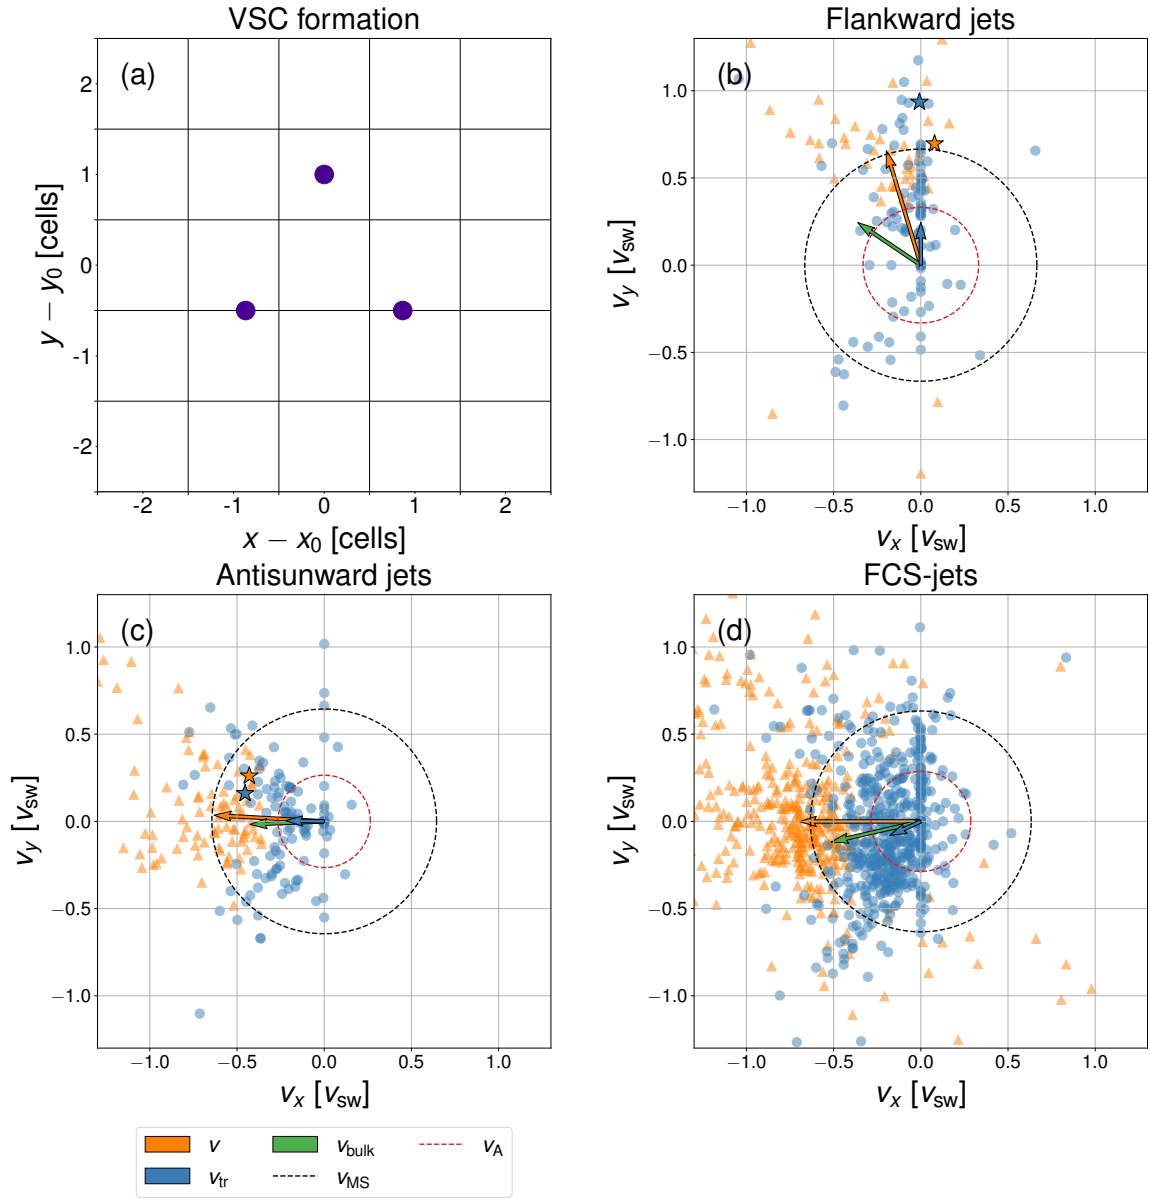 VSC formation
(a)
2
1
0
-1
-2
y − y0 [cells]
-2 -1 0 1 2
x − x0 [cells]
Flankward jets
(b)
1.0
0.5
0.0
−0.5
−1.0
vy [vsw]
−1.0 −0.5 0.0 0.5 1.0
vx [vsw]
Antisunward jets
(c)
1.0
0.5
0.0
−0.5
−1.0
vy [vsw]
−1.0 −0.5 0.0 0.5 1.0
vx [vsw]
FCS-jets
(d)
1.0
0.5
0.0
−0.5
−1.0
vy [vsw]
−1.0 −0.5 0.0 0.5 1.0
vx [vsw]
v vbulk vA
vtr vMS